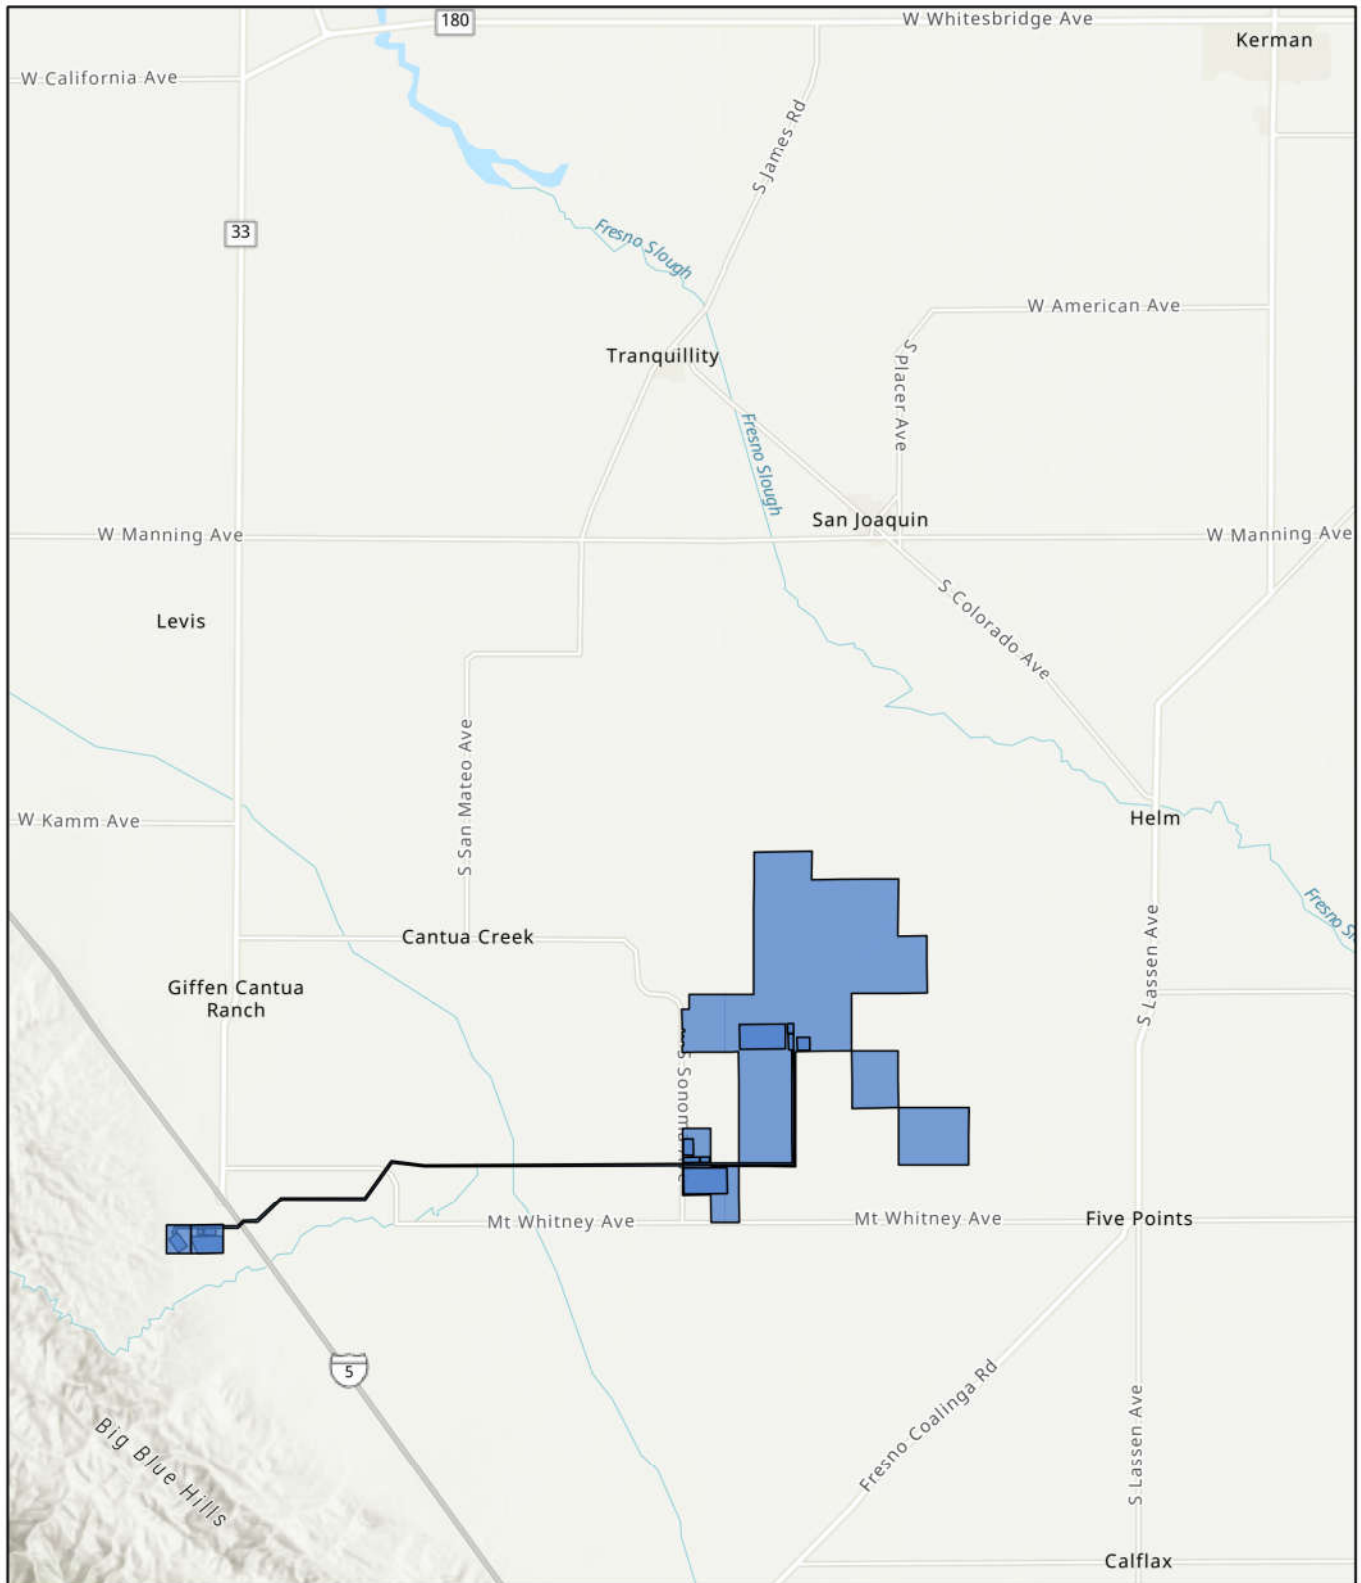 180
W Whitesbridge Ave
Kerman
W California Ave
S James Rd
33
Fresno Slough
W American Ave
Tranquillity
S Placer Ave
Fresno Slough
San Joaquin
W Manning Ave
W Manning Ave
S Colorado Ave
Levis
S San Mateo Ave
W Kamm Ave
Helm
Fresno Sl
S Lassen Ave
Cantua Creek
Giffen Cantua
Ranch
S Sonoma
Mt Whitney Ave
Mt Whitney Ave
Five Points
5
Fresno Coalinga Rd
S Lassen Ave
Big Blue Hills
Calflax